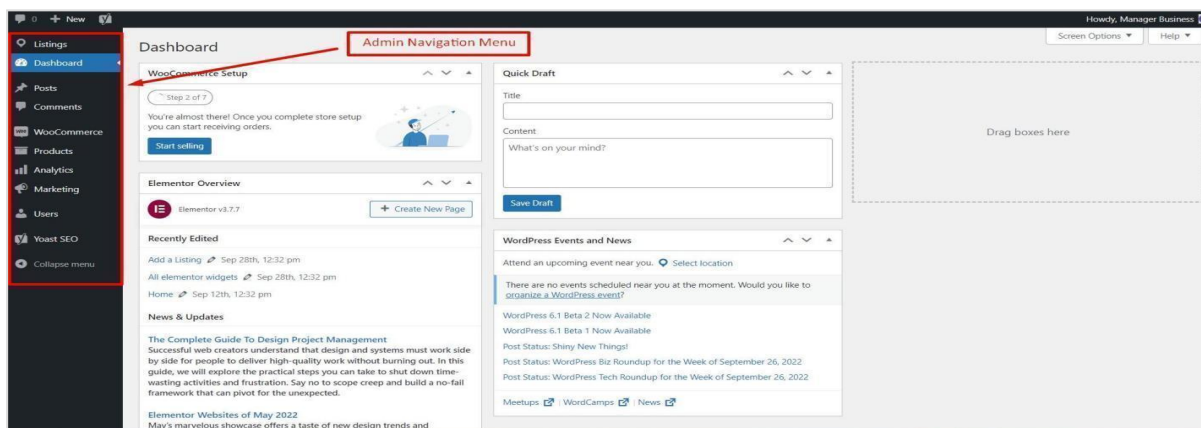 0 + New
Howdy, Manager Business
Listings
Dashboard
Posts
Comments
WooCommerce
Products
Analytics
Marketing
Users
Yoast SEO
Collapse menu
Dashboard
Admin Navigation Menu
Screen Options ▼
Help ▼
WooCommerce Setup
Step 2 of 7
You're almost there! Once you complete store setup
you can start receiving orders.
Start selling
Elementor Overview
Elementor v3.7.7
+ Create New Page
Recently Edited
Add a Listing Sep 28th, 12:32 pm
All elementor widgets Sep 28th, 12:32 pm
Home Sep 12th, 12:32 pm
News & Updates
The Complete Guide To Design Project Management
Successful web creators understand that design and systems must work side
by side for people to deliver high-quality work without burning out. In this
guide, we will explore the practical steps you can take to shut down time-
wasting activities and frustration. Say no to scope creep and build a no-fail
framework that can pivot for the unexpected.
Elementor Websites of May 2022
May's marvelous showcase offers a taste of new design trends and
Quick Draft
Title
Content
What's on your mind?
Save Draft
WordPress Events and News
Attend an upcoming event near you. Select location
There are no events scheduled near you at the moment. Would you like to
organize a WordPress event?
WordPress 6.1 Beta 2 Now Available
WordPress 6.1 Beta 1 Now Available
Post Status: Shiny New Things!
Post Status: WordPress Biz Roundup for the Week of September 26, 2022
Post Status: WordPress Tech Roundup for the Week of September 26, 2022
Meetups | WordCamps | News
Drag boxes here